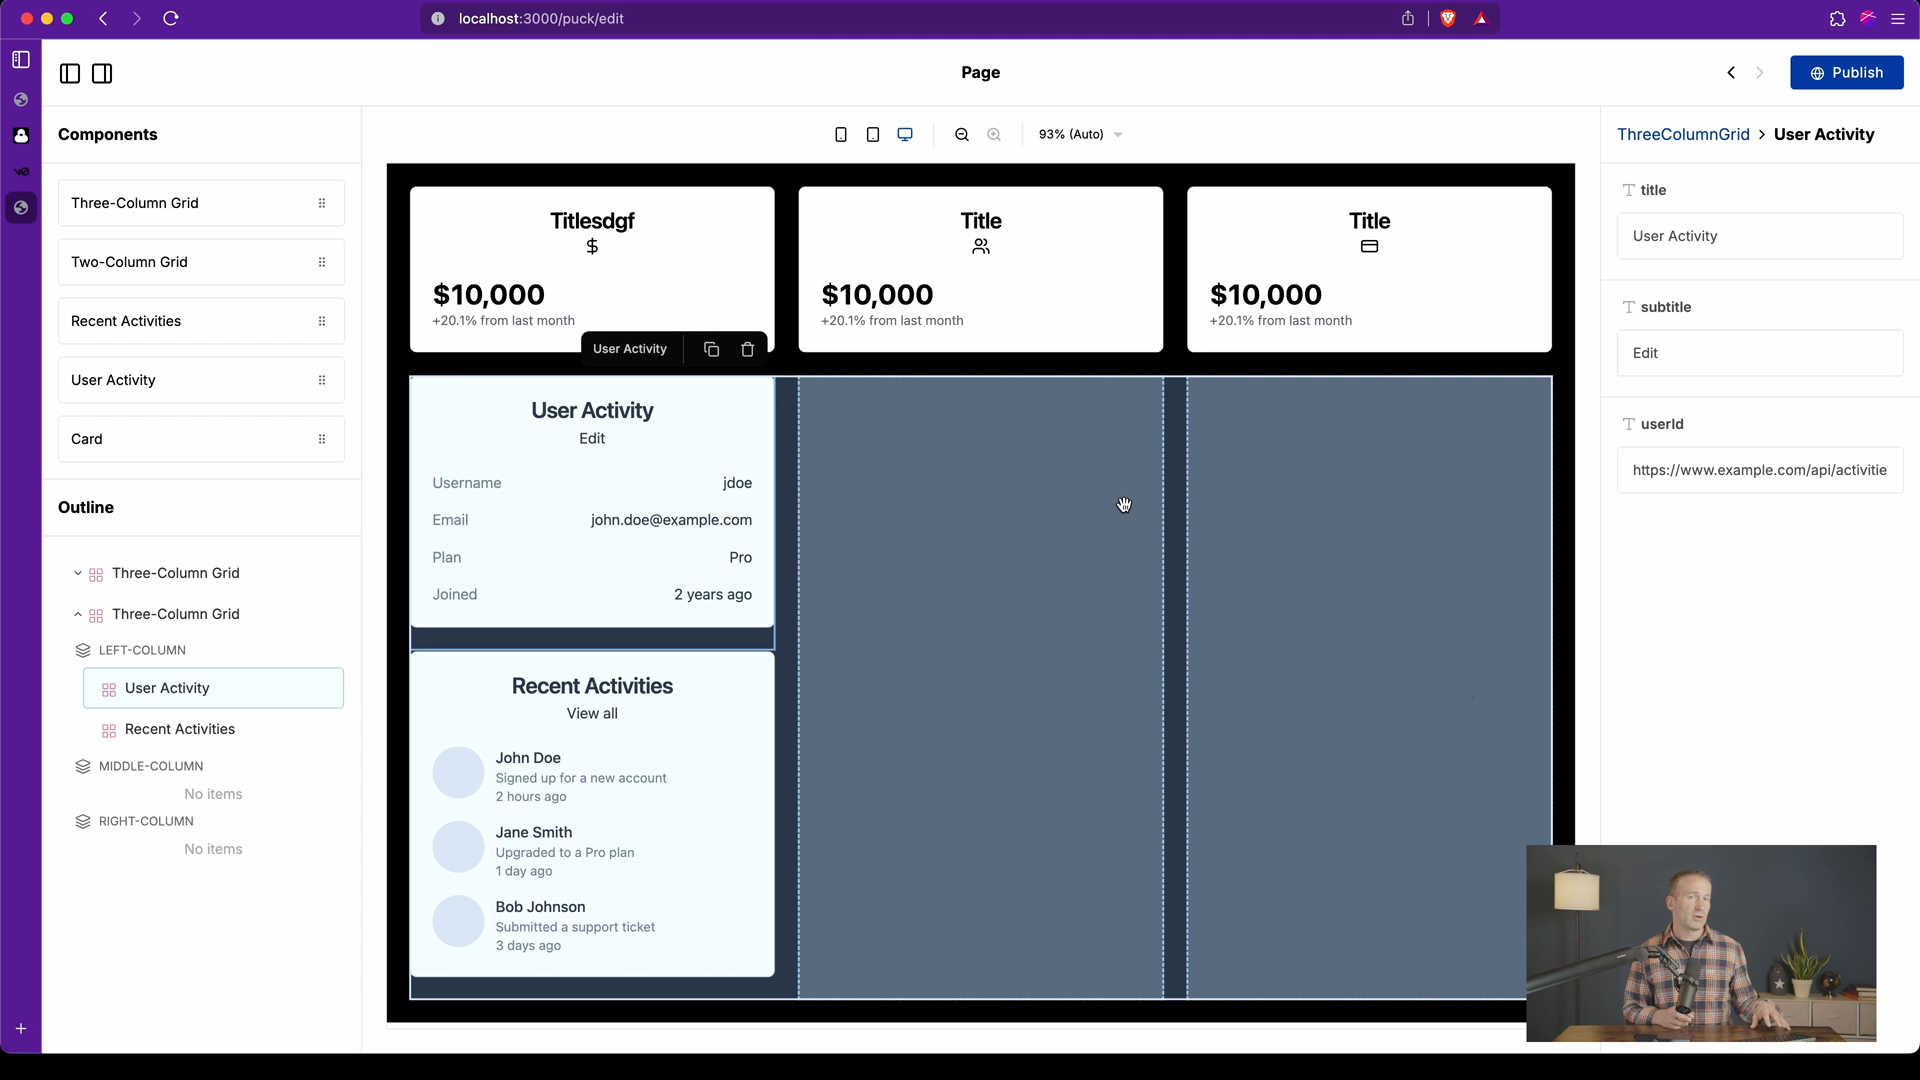 localhost:3000/puck/edit
Page
Publish
Components
93% (Auto)
ThreeColumnGrid > User Activity
Three-Column Grid
Two-Column Grid
Recent Activities
User Activity
Card
Outline
Three-Column Grid
Three-Column Grid
LEFT-COLUMN
User Activity
Recent Activities
MIDDLE-COLUMN
No items
RIGHT-COLUMN
No items
Titlesdgf
$
$10,000
+20.1% from last month
Title
$10,000
+20.1% from last month
Title
$10,000
+20.1% from last month
User Activity
User Activity
Edit
Username jdoe
Email john.doe@example.com
Plan Pro
Joined 2 years ago
Recent Activities
View all
John Doe
Signed up for a new account
2 hours ago
Jane Smith
Upgraded to a Pro plan
1 day ago
Bob Johnson
Submitted a support ticket
3 days ago
title
User Activity
subtitle
Edit
userId
https://www.example.com/api/activitie